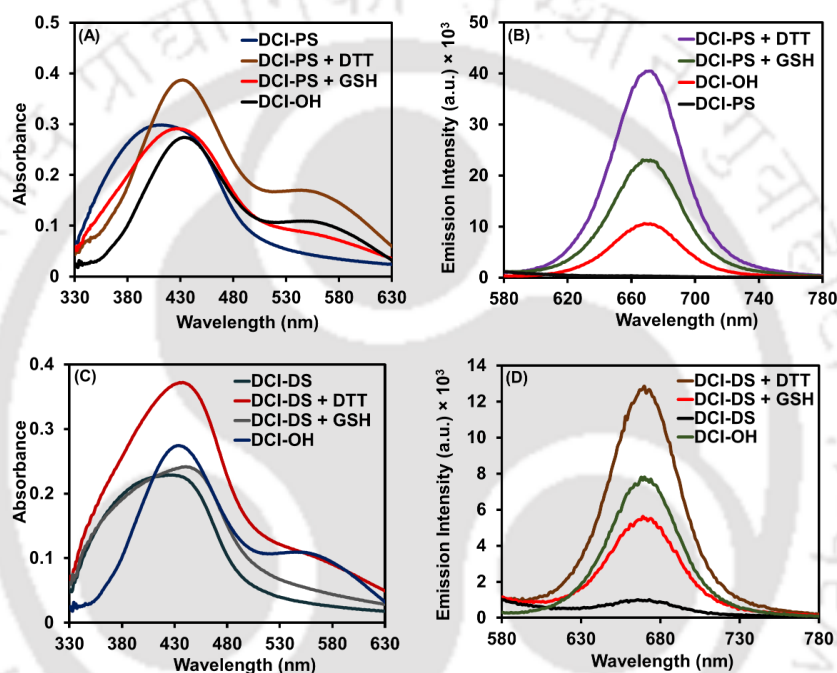 (A)
DCI-PS
DCI-PS + DTT
DCI-PS + GSH
DCI-OH
0.5
0.4
0.3
0.2
0.1
0
Absorbance
330 380 430 480 530 580 630
Wavelength (nm)
(B)
DCI-PS + DTT
DCI-PS + GSH
DCI-OH
DCI-PS
50
40
30
20
10
0
Emission Intensity (a.u.) × 10³
580 620 660 700 740 780
Wavelength (nm)
(C)
DCI-DS
DCI-DS + DTT
DCI-DS + GSH
DCI-OH
0.4
0.3
0.2
0.1
0
Absorbance
330 380 430 480 530 580 630
Wavelength (nm)
(D)
DCI-DS + DTT
DCI-DS + GSH
DCI-DS
DCI-OH
14
12
10
8
6
4
2
0
Emission Intensity (a.u.) × 10³
580 630 680 730 780
Wavelength (nm)